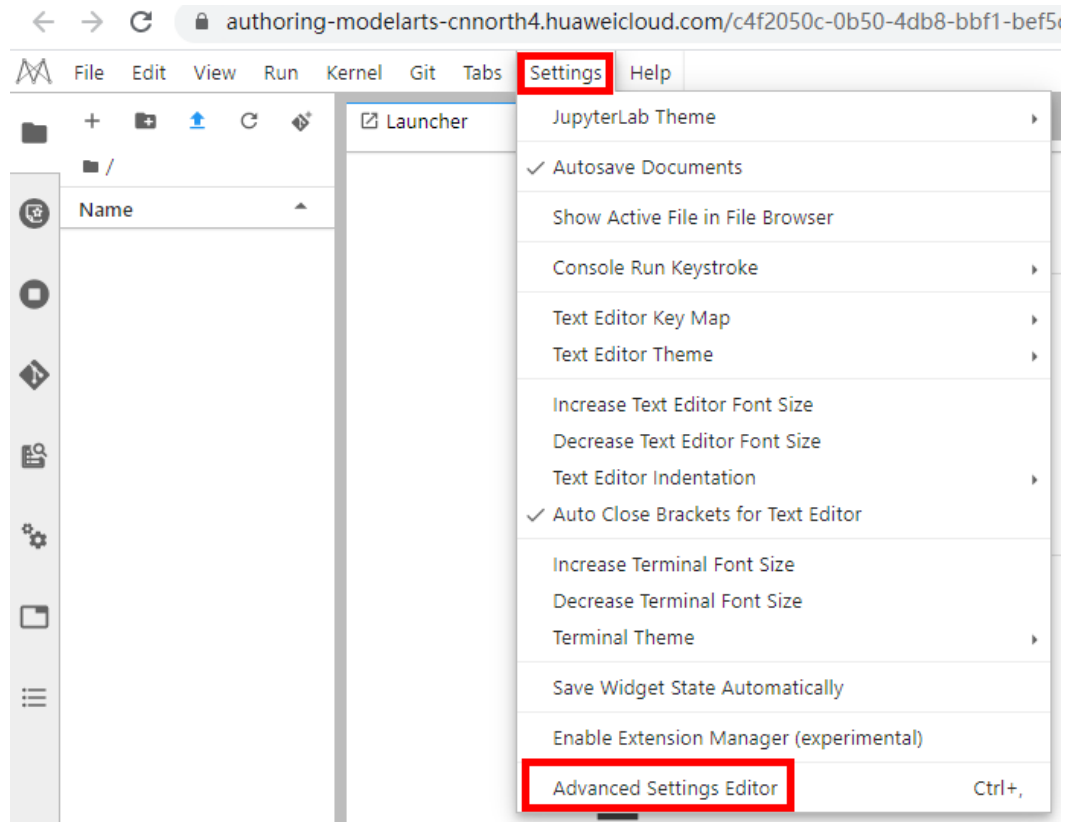 authoring-modelarts-cnnorth4.huaweicloud.com/c4f2050c-0b50-4db8-bbf1-bef5
File Edit View Run Kernel Git Tabs Settings Help
Launcher
/
Name
JupyterLab Theme
Autosave Documents
Show Active File in File Browser
Console Run Keystroke
Text Editor Key Map
Text Editor Theme
Increase Text Editor Font Size
Decrease Text Editor Font Size
Text Editor Indentation
Auto Close Brackets for Text Editor
Increase Terminal Font Size
Decrease Terminal Font Size
Terminal Theme
Save Widget State Automatically
Enable Extension Manager (experimental)
Advanced Settings Editor Ctrl+,